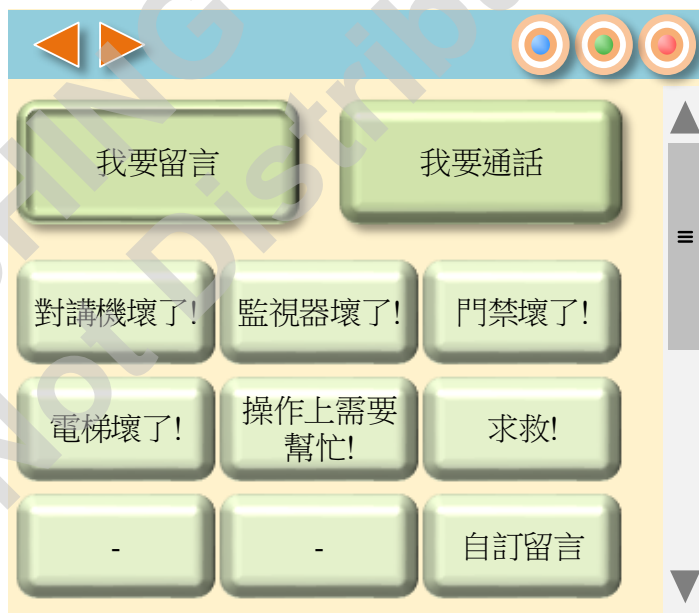 我要留言
我要通話
對講機壞了!
監視器壞了!
門禁壞了!
電梯壞了!
操作上需要
幫忙!
求救!
-
-
自訂留言
Not Distribu